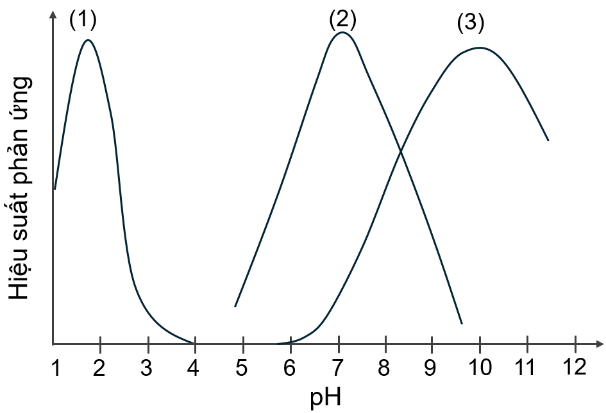 (1) (2) (3)
Hiệu suất phản ứng
1 2 3 4 5 6 7 8 9 10 11 12
pH